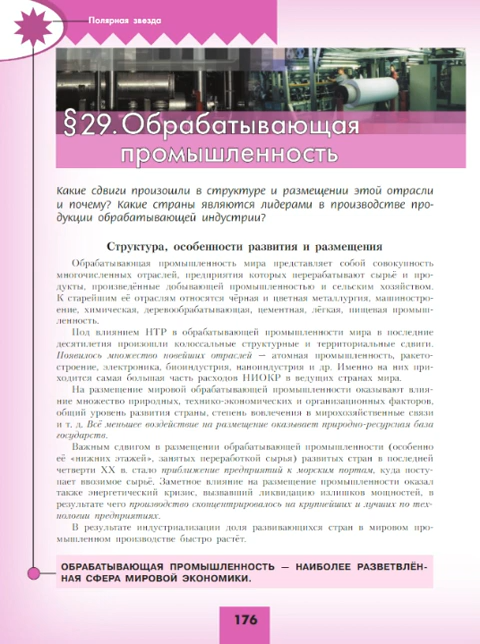 Полярная звезда
§29. Обрабатывающая
промышленность
Какие сдвиги произошли в структуре и размещении этой отрасли
и почему? Какие страны являются лидерами в производстве про-
дукции обрабатывающей индустрии?
Структура, особенности развития и размещения
Обрабатывающая промышленность мира представляет собой совокупность
многочисленных отраслей, предприятия которых перерабатывают сырьё и про-
дукты, произведённые добывающей промышленностью и сельским хозяйством.
К старейшим её отраслям относятся чёрная и цветная металлургия, машинострое-
ение, химическая, деревообрабатывающая, цементная, лёгкая, пищевая промыш-
ленность.
Под влиянием НТР в обрабатывающей промышленности мира в последние
десятилетия произошли колоссальные структурные и территориальные сдвиги.
Появилось множество новейших отраслей — атомная промышленность, ракето-
строение, электроника, биоиндустрия, наноиндустрия и др. Именно на них при-
ходится самая большая часть расходов НИОКР в ведущих странах мира.
На размещение мировой обрабатывающей промышленности оказывают влия-
ние множество природных, технико-экономических и организационных факторов,
общий уровень развития страны, степень вовлечения в мирохозяйственные связи
и т. д. Всё меньшее воздействие на размещение оказывает природно-ресурсная база
государств.
Важным сдвигом в размещении обрабатывающей промышленности (особенно
её «нижних этажей», занятых переработкой сырья) развитых стран в последней
четверти XX в. стало приближение предприятий к морским портам, куда посту-
пает ввозимое сырьё. Заметное влияние на размещение промышленности оказал
также энергетический кризис, вызвавший ликвидацию излишков мощностей, в
результате чего производство сконцентрировалось на крупнейших и лучших по тех-
нологии предприятиях.
В результате индустриализации доля развивающихся стран в мировом про-
мышленном производстве быстро растёт.
ОБРАБАТЫВАЮЩАЯ ПРОМЫШЛЕННОСТЬ — НАИБОЛЕЕ РАЗВЕТВЛЁН-
НАЯ СФЕРА МИРОВОЙ ЭКОНОМИКИ.
176